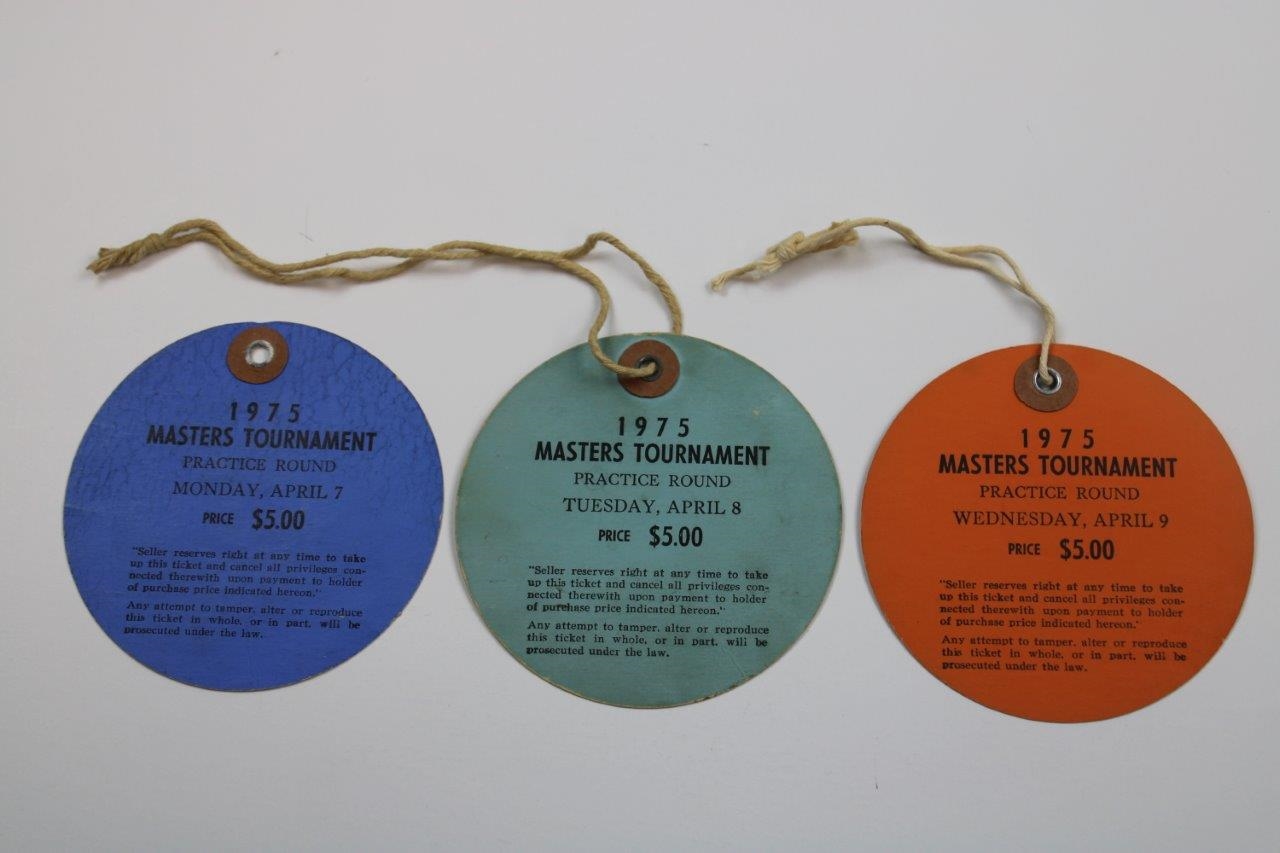 1975
MASTERS TOURNAMENT
PRACTICE ROUND
MONDAY, APRIL 7
PRICE $5.00
"Seller reserves right at any time to take
up this ticket and cancel all privileges con-
nected therewith upon payment to holder
of purchase price indicated hereon."
Any attempt to tamper, alter or reproduce
this ticket in whole, or in part, will be
prosecuted under the law.
1975
MASTERS TOURNAMENT
PRACTICE ROUND
TUESDAY, APRIL 8
PRICE $5.00
"Seller reserves right at any time to take
up this ticket and cancel all privileges con-
nected therewith upon payment to holder
of purchase price indicated hereon."
Any attempt to tamper, alter or reproduce
this ticket in whole, or in part, will be
prosecuted under the law.
1975
MASTERS TOURNAMENT
PRACTICE ROUND
WEDNESDAY, APRIL 9
PRICE $5.00
"Seller reserves right at any time to take
up this ticket and cancel all privileges con-
nected therewith upon payment to holder
of purchase price indicated hereon."
Any attempt to tamper, alter or reproduce
this ticket in whole, or in part, will be
prosecuted under the law.